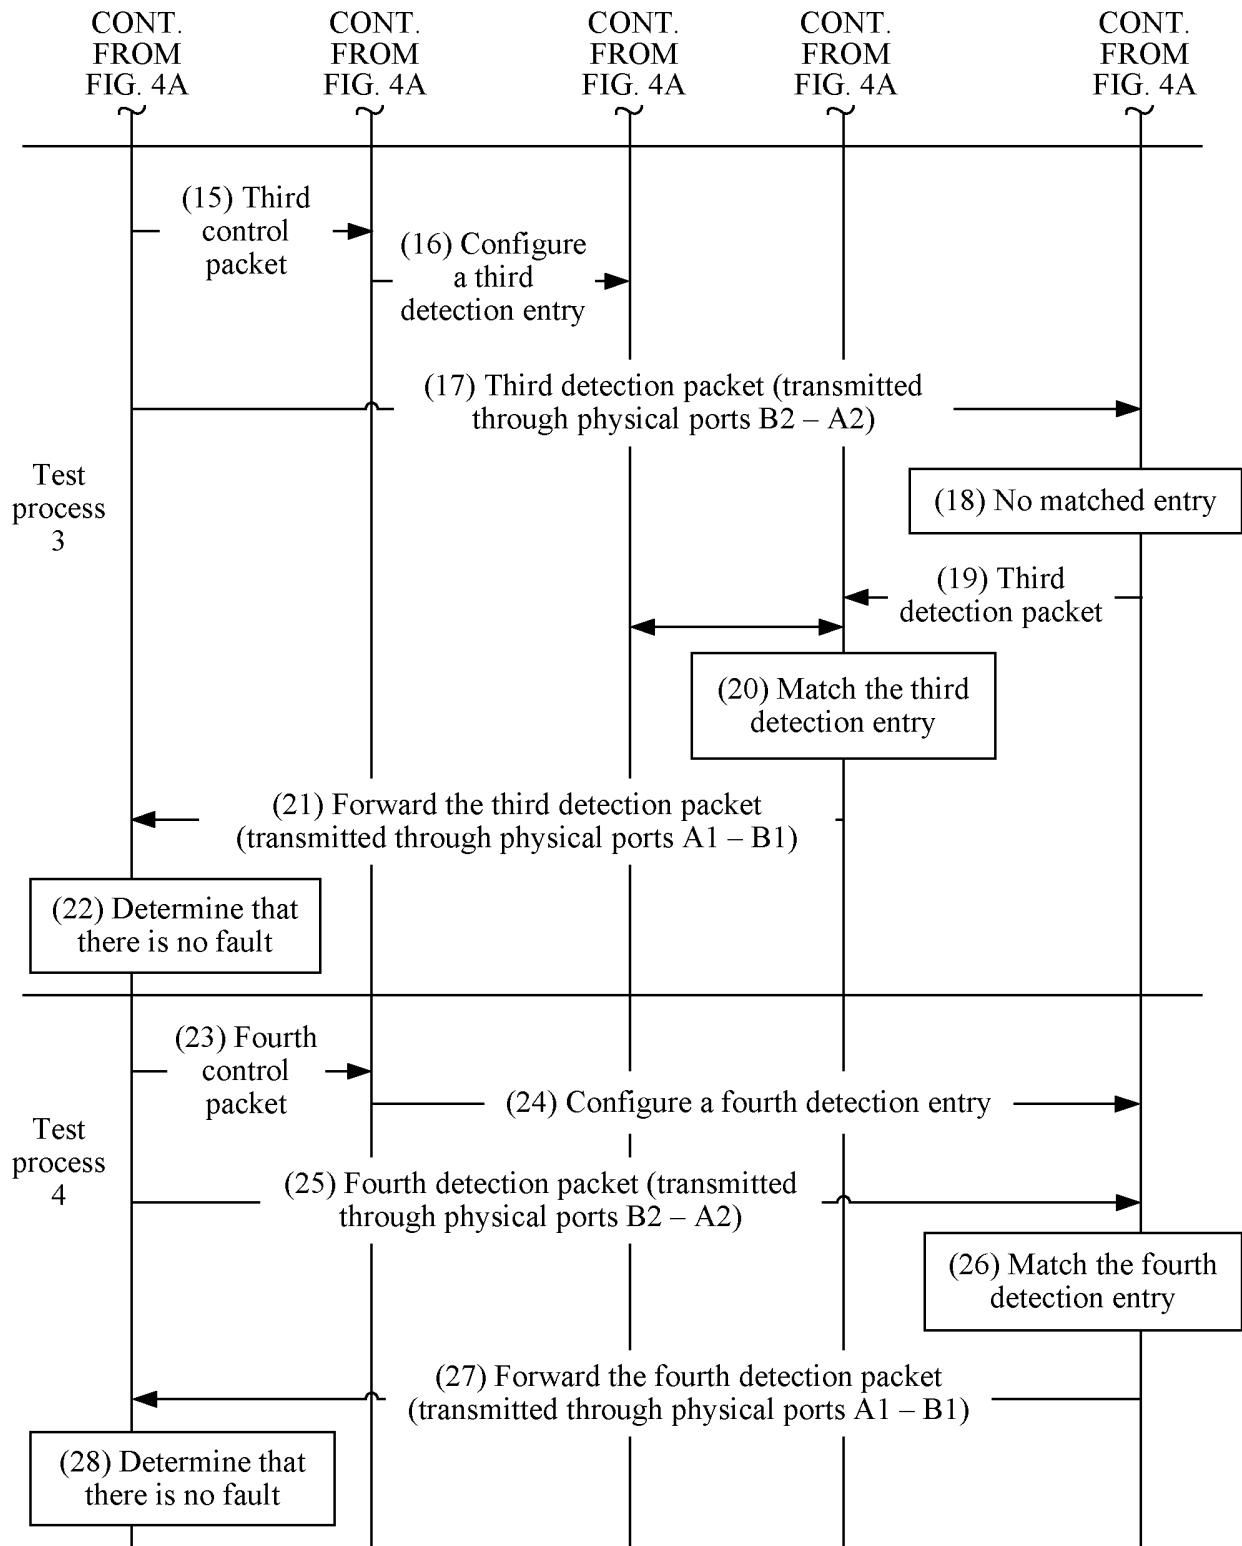 CONT.
FROM
FIG. 4A
CONT.
FROM
FIG. 4A
CONT.
FROM
FIG. 4A
CONT.
FROM
FIG. 4A
CONT.
FROM
FIG. 4A
(15) Third
control
packet
(16) Configure
a third
detection entry
(17) Third detection packet (transmitted
through physical ports B2 – A2)
Test
process
3
(18) No matched entry
(19) Third
detection packet
(20) Match the third
detection entry
(21) Forward the third detection packet
(transmitted through physical ports A1 – B1)
(22) Determine that
there is no fault
(23) Fourth
control
packet
(24) Configure a fourth detection entry
Test
process
4
(25) Fourth detection packet (transmitted
through physical ports B2 – A2)
(26) Match the fourth
detection entry
(27) Forward the fourth detection packet
(transmitted through physical ports A1 – B1)
(28) Determine that
there is no fault